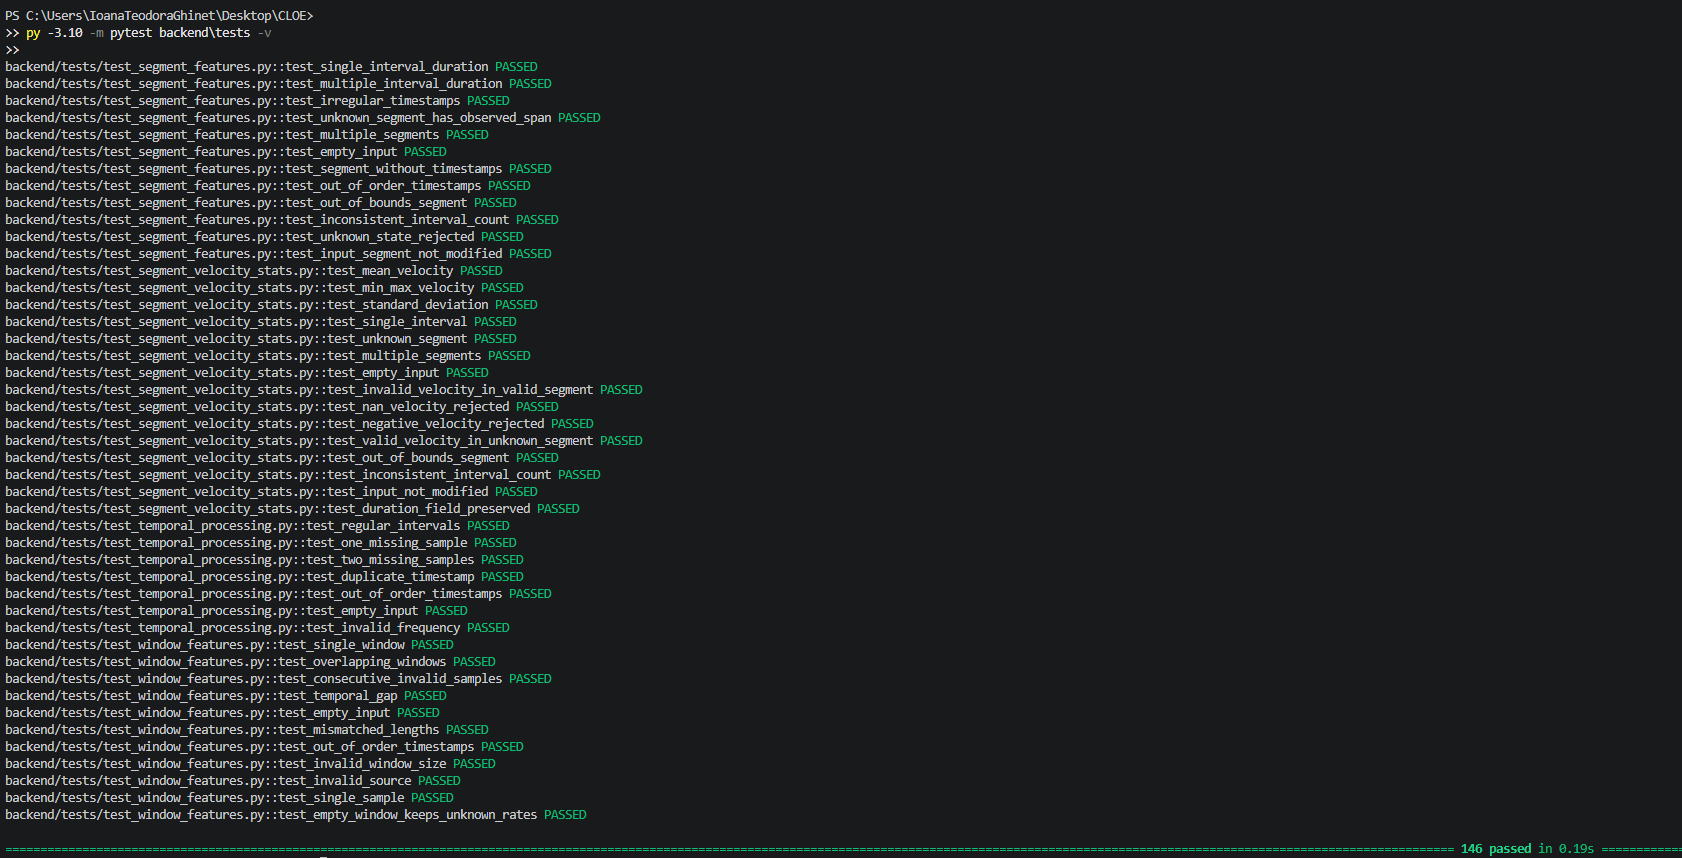 PS C:\Users\IoanaTeodoraGhinet\Desktop\CLOE>
>> py -3.10 -m pytest backend\tests -v
>>
backend/tests/test_segment_features.py::test_single_interval_duration PASSED
backend/tests/test_segment_features.py::test_multiple_interval_duration PASSED
backend/tests/test_segment_features.py::test_irregular_timestamps PASSED
backend/tests/test_segment_features.py::test_unknown_segment_has_observed_span PASSED
backend/tests/test_segment_features.py::test_multiple_segments PASSED
backend/tests/test_segment_features.py::test_empty_input PASSED
backend/tests/test_segment_features.py::test_segment_without_timestamps PASSED
backend/tests/test_segment_features.py::test_out_of_order_timestamps PASSED
backend/tests/test_segment_features.py::test_out_of_bounds_segment PASSED
backend/tests/test_segment_features.py::test_inconsistent_interval_count PASSED
backend/tests/test_segment_features.py::test_unknown_state_rejected PASSED
backend/tests/test_segment_features.py::test_input_segment_not_modified PASSED
backend/tests/test_segment_velocity_stats.py::test_mean_velocity PASSED
backend/tests/test_segment_velocity_stats.py::test_min_max_velocity PASSED
backend/tests/test_segment_velocity_stats.py::test_standard_deviation PASSED
backend/tests/test_segment_velocity_stats.py::test_single_interval PASSED
backend/tests/test_segment_velocity_stats.py::test_unknown_segment PASSED
backend/tests/test_segment_velocity_stats.py::test_multiple_segments PASSED
backend/tests/test_segment_velocity_stats.py::test_empty_input PASSED
backend/tests/test_segment_velocity_stats.py::test_invalid_velocity_in_valid_segment PASSED
backend/tests/test_segment_velocity_stats.py::test_nan_velocity_rejected PASSED
backend/tests/test_segment_velocity_stats.py::test_negative_velocity_rejected PASSED
backend/tests/test_segment_velocity_stats.py::test_valid_velocity_in_unknown_segment PASSED
backend/tests/test_segment_velocity_stats.py::test_out_of_bounds_segment PASSED
backend/tests/test_segment_velocity_stats.py::test_inconsistent_interval_count PASSED
backend/tests/test_segment_velocity_stats.py::test_input_not_modified PASSED
backend/tests/test_segment_velocity_stats.py::test_duration_field_preserved PASSED
backend/tests/test_temporal_processing.py::test_regular_intervals PASSED
backend/tests/test_temporal_processing.py::test_one_missing_sample PASSED
backend/tests/test_temporal_processing.py::test_two_missing_samples PASSED
backend/tests/test_temporal_processing.py::test_duplicate_timestamp PASSED
backend/tests/test_temporal_processing.py::test_out_of_order_timestamps PASSED
backend/tests/test_temporal_processing.py::test_empty_input PASSED
backend/tests/test_temporal_processing.py::test_invalid_frequency PASSED
backend/tests/test_window_features.py::test_single_window PASSED
backend/tests/test_window_features.py::test_overlapping_windows PASSED
backend/tests/test_window_features.py::test_consecutive_invalid_samples PASSED
backend/tests/test_window_features.py::test_temporal_gap PASSED
backend/tests/test_window_features.py::test_empty_input PASSED
backend/tests/test_window_features.py::test_mismatched_lengths PASSED
backend/tests/test_window_features.py::test_out_of_order_timestamps PASSED
backend/tests/test_window_features.py::test_invalid_window_size PASSED
backend/tests/test_window_features.py::test_invalid_source PASSED
backend/tests/test_window_features.py::test_single_sample PASSED
backend/tests/test_window_features.py::test_empty_window_keeps_unknown_rates PASSED
146 passed in 0.19s